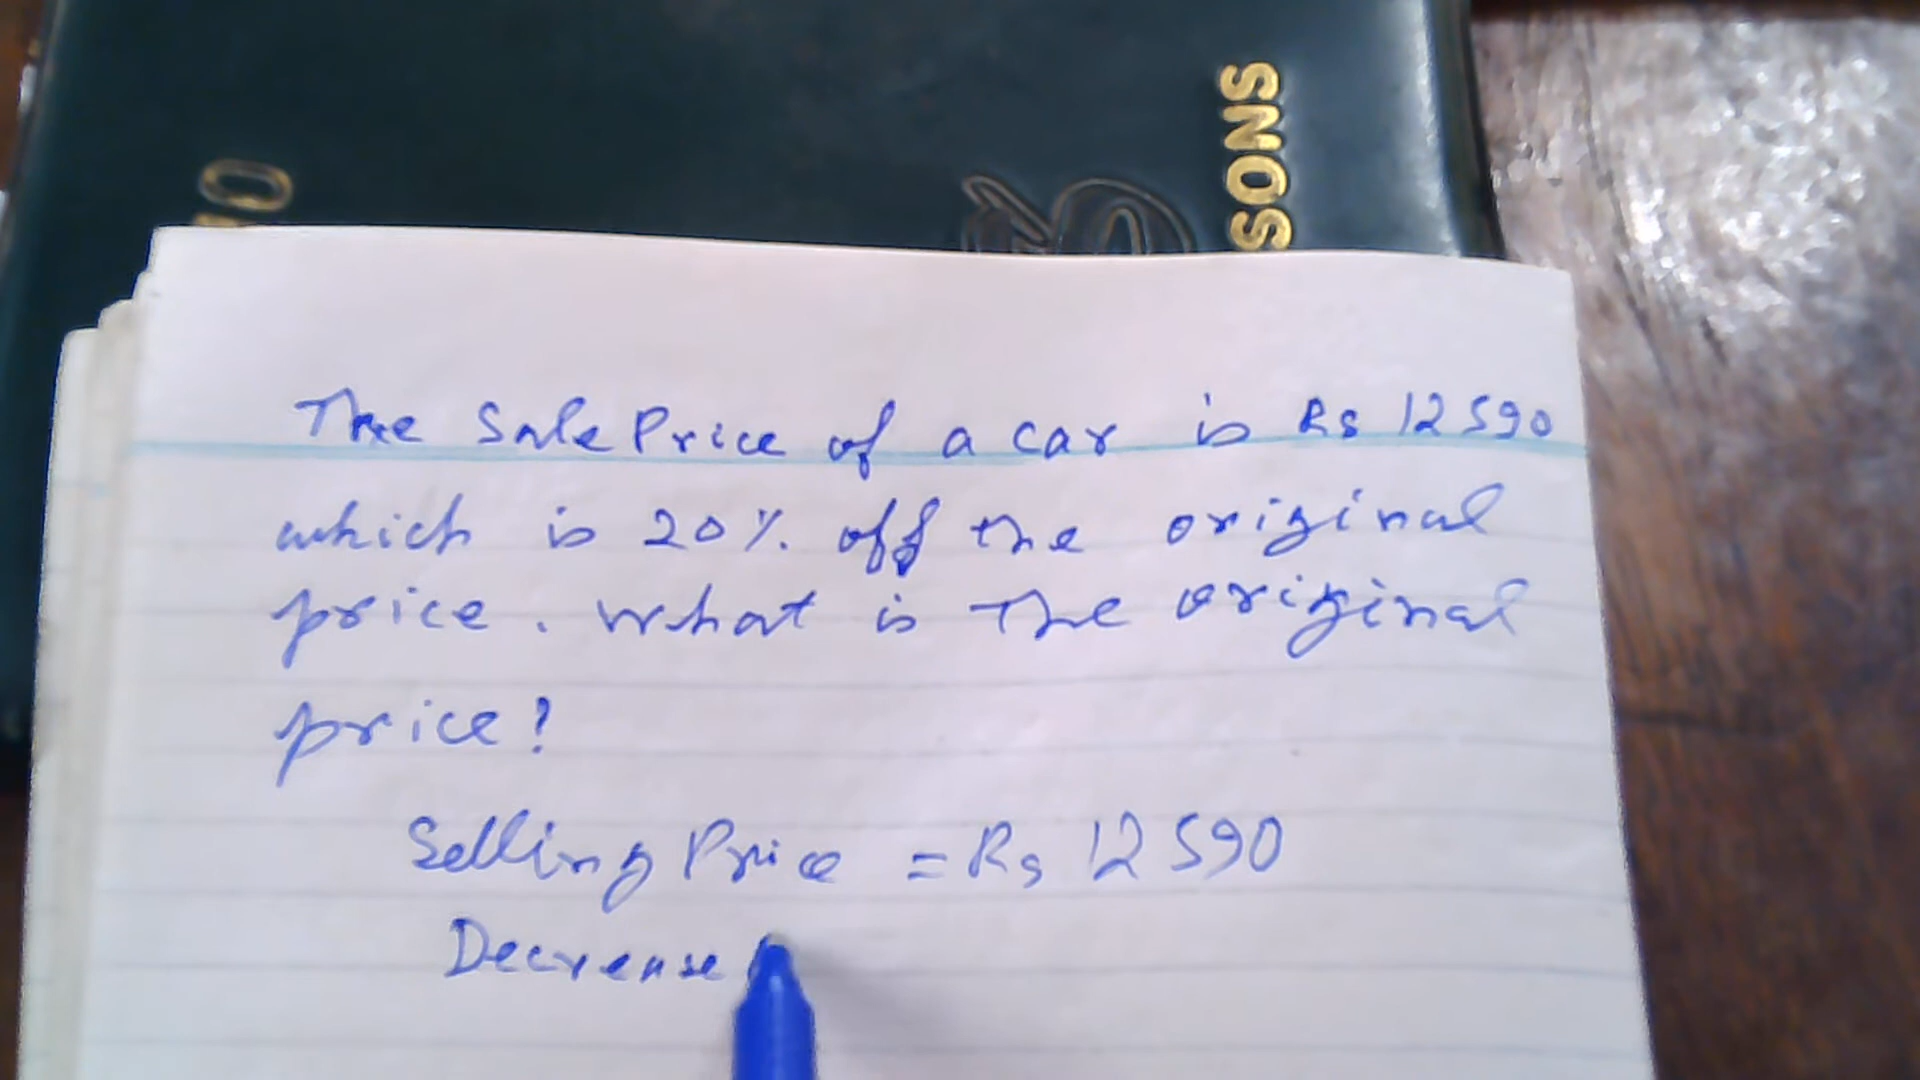 SONS
The Sale Price of a car is Rs 12590
which is 20% off the original
price. What is the original
price?
Selling Price = Rs 12590
Decrease